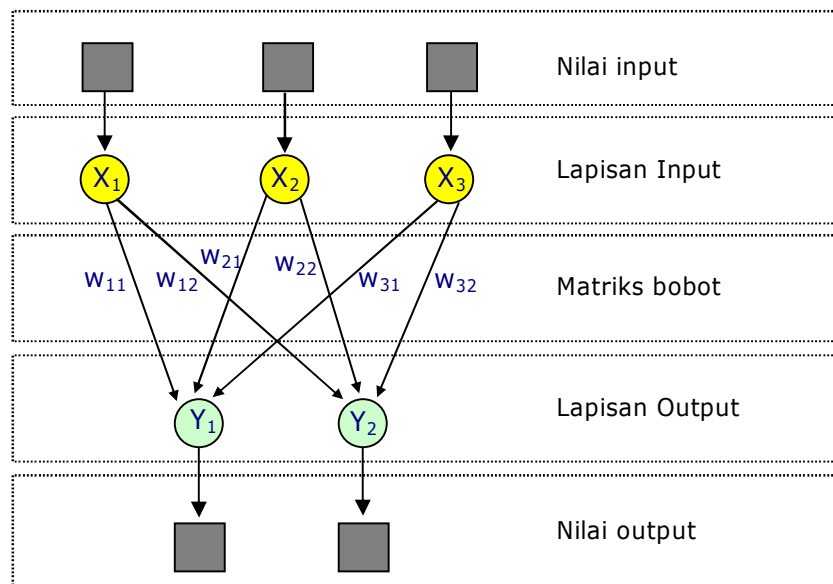 Nilai input
X₁ X₂ X₃
Lapisan Input
w₁₁ w₁₂ w₂₁ w₂₂ w₃₁ w₃₂
Matriks bobot
Y₁ Y₂
Lapisan Output
Nilai output